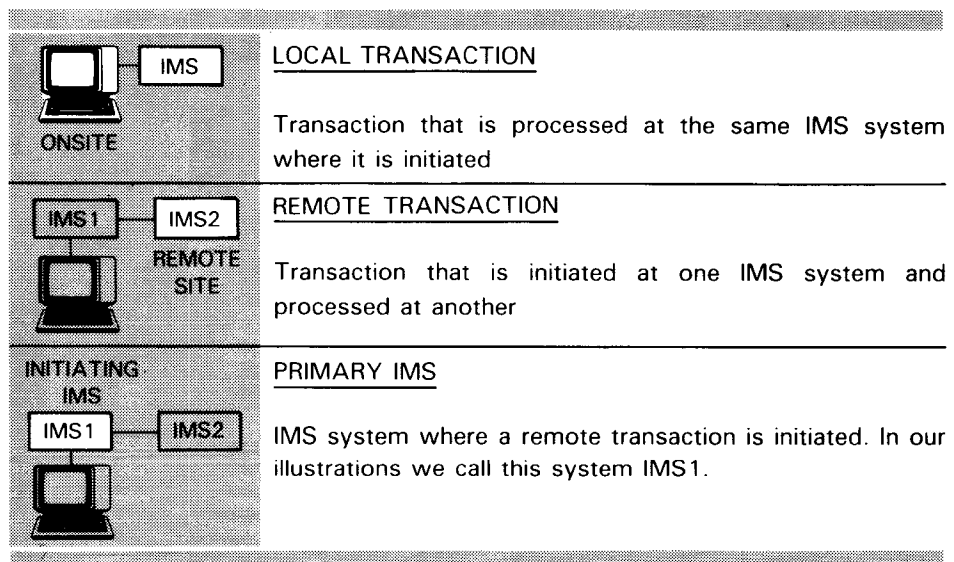 IMS
ONSITE
LOCAL TRANSACTION
Transaction that is processed at the same IMS system
where it is initiated
IMS1
IMS2
REMOTE
SITE
REMOTE TRANSACTION
Transaction that is initiated at one IMS system and
processed at another
INITIATING
IMS
IMS1
IMS2
PRIMARY IMS
IMS system where a remote transaction is initiated. In our
illustrations we call this system IMS1.